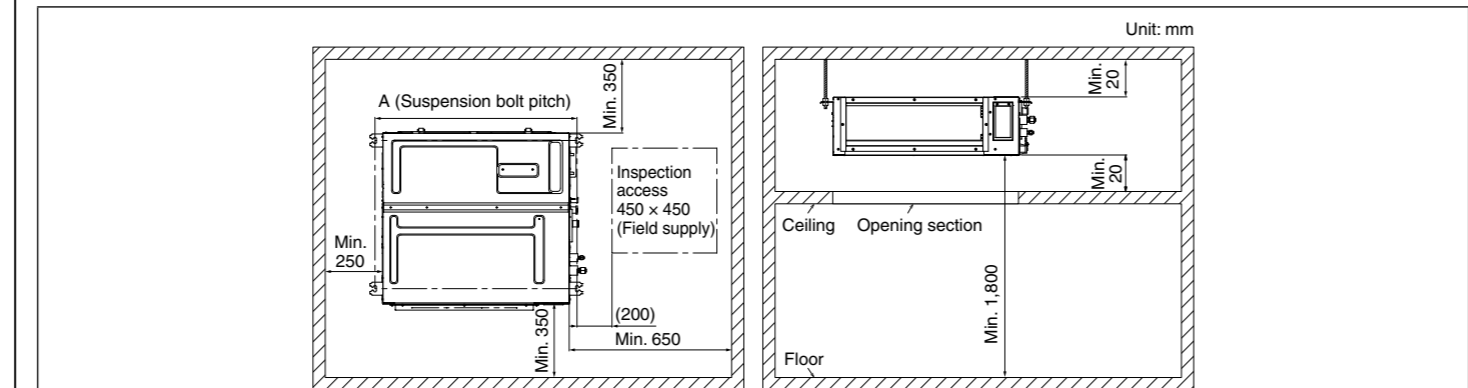 Unit: mm
A (Suspension bolt pitch)
Min. 350
Inspection
access
450 × 450
(Field supply)
Min.
250
(200)
Min. 650
Min. 350
Min.
20
Min.
20
Ceiling
Opening section
Min. 1,800
Floor